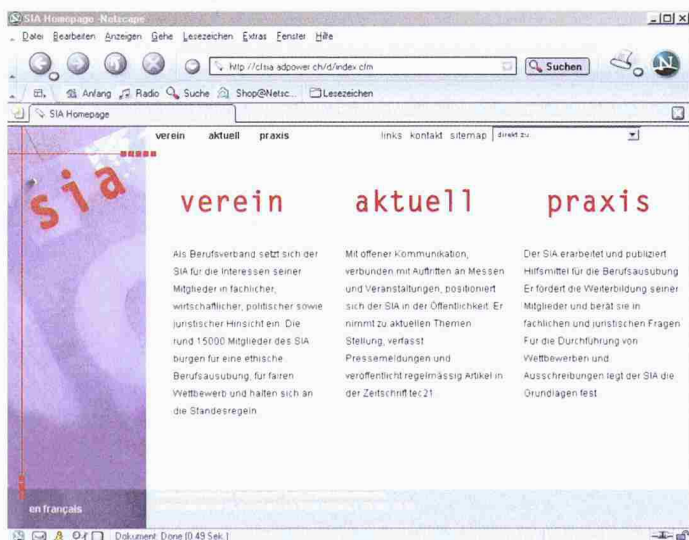 SIA Homepage - Netscape
Datei Bearbeiten Anzeigen Gehe Lesezeichen Extras Fenster Hilfe
http://clsia.adpower.ch/d/index.cfm Suchen N
Anfang Radio Suche Shop@Netsc... Lesezeichen
SIA Homepage
verein aktuell praxis links kontakt sitemap direkt zu
sia
verein aktuell praxis
Als Berufsverband setzt sich der
SIA für die Interessen seiner
Mitglieder in fachlicher,
wirtschaftlicher, politischer sowie
juristischer Hinsicht ein. Die
rund 15000 Mitglieder des SIA
bürgen für eine ethische
Berufsausübung, für fairen
Wettbewerb und halten sich an
die Standesregeln
Mit offener Kommunikation,
verbunden mit Auftritten an Messen
und Veranstaltungen, positioniert
sich der SIA in der Öffentlichkeit. Er
nimmt zu aktuellen Themen
Stellung, verfasst
Pressemeldungen und
veröffentlicht regelmässig Artikel in
der Zeitschrift tec21.
Der SIA erarbeitet und publiziert
Hilfsmittel für die Berufsausübung
Er fördert die Weiterbildung seiner
Mitglieder und berät sie in
fachlichen und juristischen Fragen
Für die Durchführung von
Wettbewerben und
Ausschreibungen legt der SIA die
Grundlagen fest
en français
Dokument: Done (0.49 Sek.)